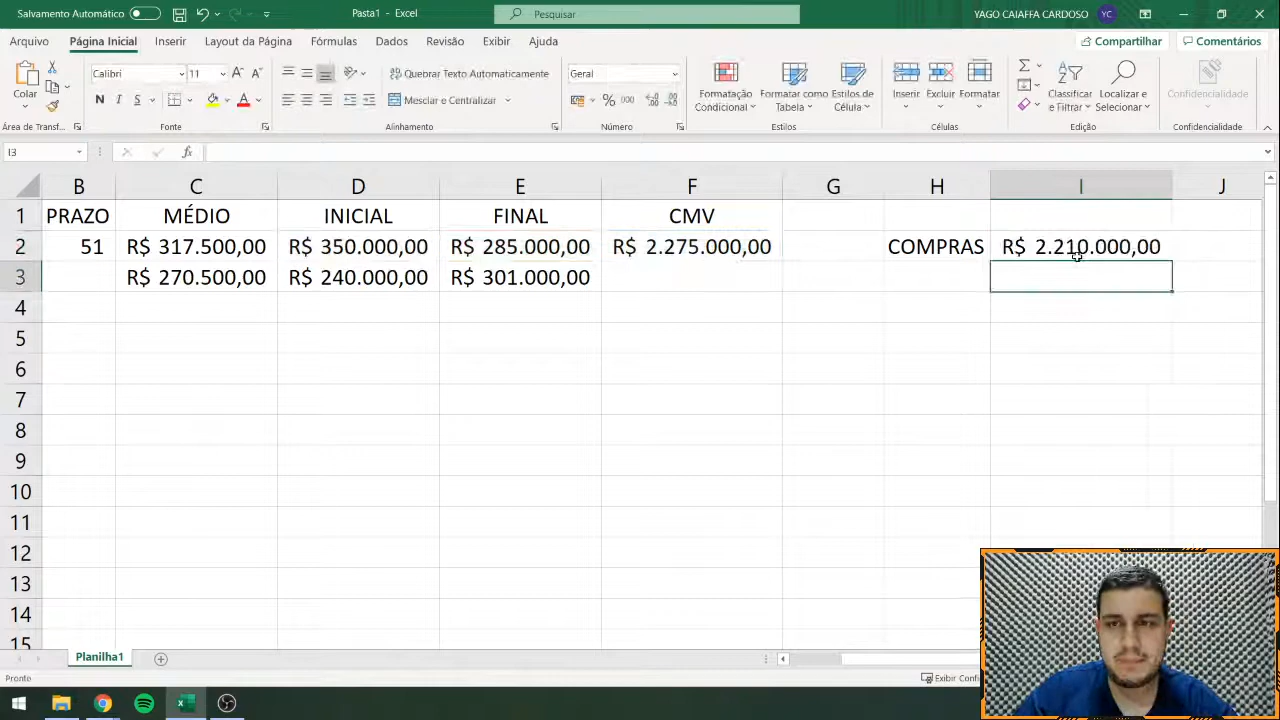 Salvamento Automático
Pasta1 - Excel
Pesquisar
YAGO CAIAFFA CARDOSO YC
Arquivo Página Inicial Inserir Layout da Página Fórmulas Dados Revisão Exibir Ajuda
Compartilhar Comentários
Colar
Calibri 11
N I S
Quebrar Texto Automaticamente
Mesclar e Centralizar
Geral
% 000
Formatação Condicional
Formatar como Tabela
Estilos de Célula
Inserir Excluir Formatar
Classificar e Filtrar
Localizar e Selecionar
Confidencialidade
Área de Transf... Fonte Alinhamento Número Estilos Células Edição Confidencialidade
I3 fx
B C D E F G H I J
1 PRAZO MÉDIO INICIAL FINAL CMV
2 51 R$ 317.500,00 R$ 350.000,00 R$ 285.000,00 R$ 2.275.000,00 COMPRAS R$ 2.210.000,00
3 R$ 270.500,00 R$ 240.000,00 R$ 301.000,00
4
5
6
7
8
9
10
11
12
13
14
15
Planilha1
Pronto
Exibir